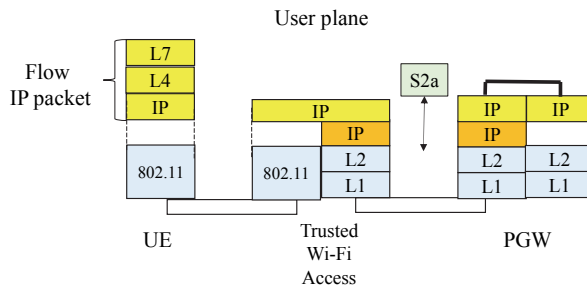 User plane
Flow
IP packet
L7
L4
IP
802.11
UE
IP
IP
802.11
L2
L1
Trusted
Wi-Fi
Access
S2a
IP
IP
IP
L2
L2
L1
L1
PGW